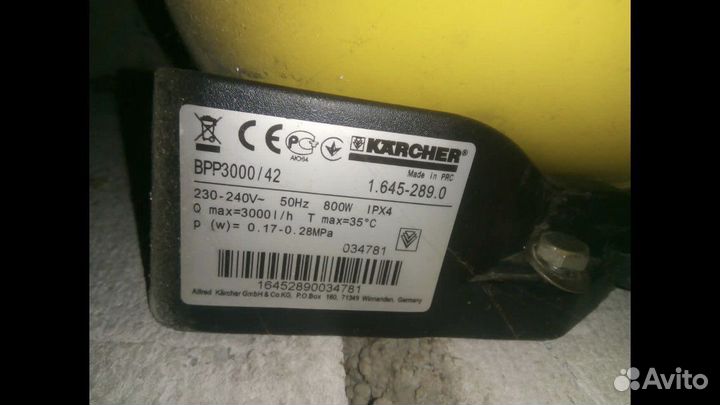 KÄRCHER®
AЮ64
Made in PRC
BPP3000/42
1.645-289.0
230-240V~ 50Hz 800W IPX4
Q max=3000l/h T max=35°C
p (w)= 0.17-0.28MPa
034781
16452890034781
Alfred Kärcher GmbH & Co.KG, P.O.Box 160, 71349 Winnenden, Germany
Avito